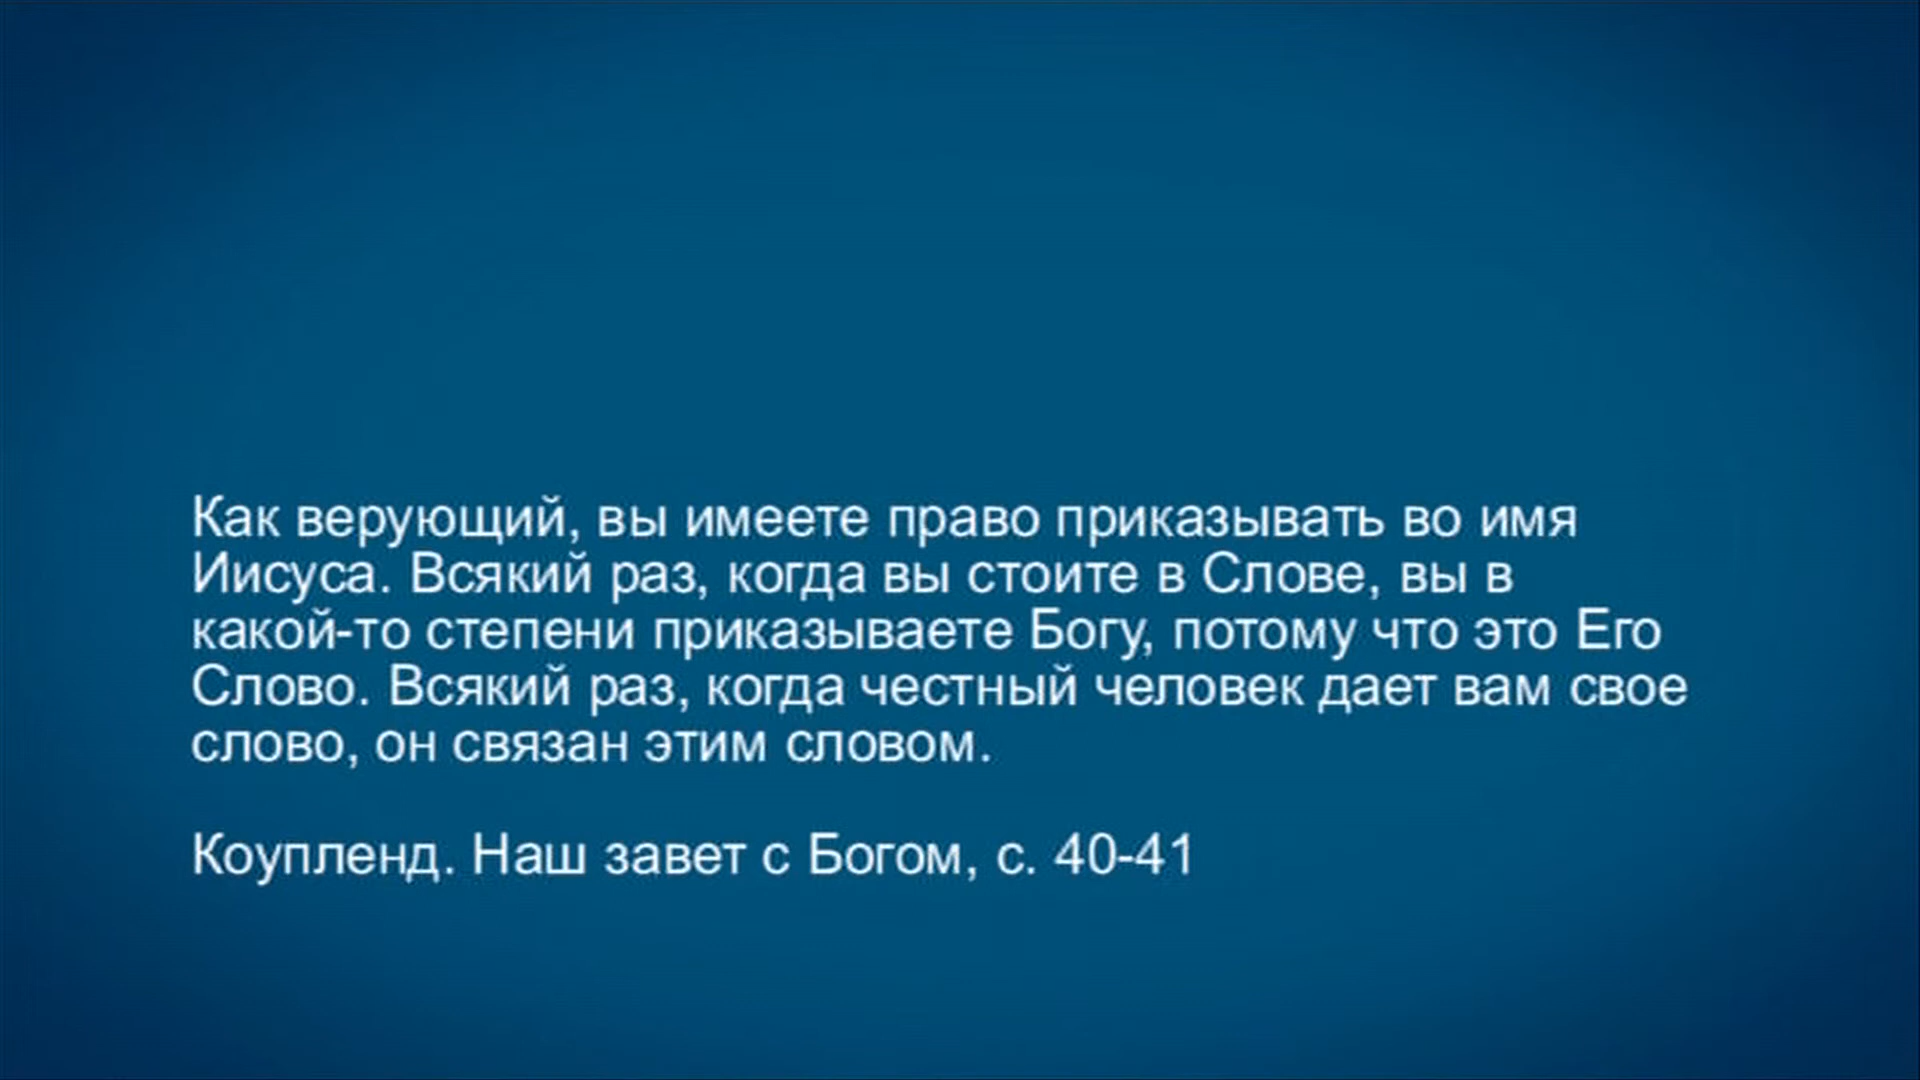 Как верующий, вы имеете право приказывать во имя
Иисуса. Всякий раз, когда вы стоите в Слове, вы в
какой-то степени приказываете Богу, потому что это Его
Слово. Всякий раз, когда честный человек дает вам свое
слово, он связан этим словом.
Коупленд. Наш завет с Богом, с. 40-41